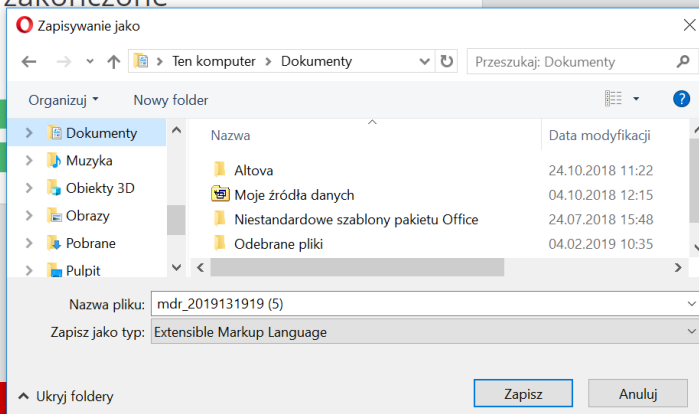 zakończone
Zapisywanie jako
Ten komputer > Dokumenty
Przeszukaj: Dokumenty
Organizuj
Nowy folder
?
Dokumenty
Muzyka
Obiekty 3D
Obrazy
Pobrane
Pulpit
Nazwa Data modyfikacji
Altova 24.10.2018 11:22
Moje źródła danych 04.10.2018 12:15
Niestandardowe szablony pakietu Office 24.07.2018 15:48
Odebrane pliki 04.02.2019 10:35
Nazwa pliku: mdr_2019131919 (5)
Zapisz jako typ: Extensible Markup Language
Ukryj foldery
Zapisz
Anuluj